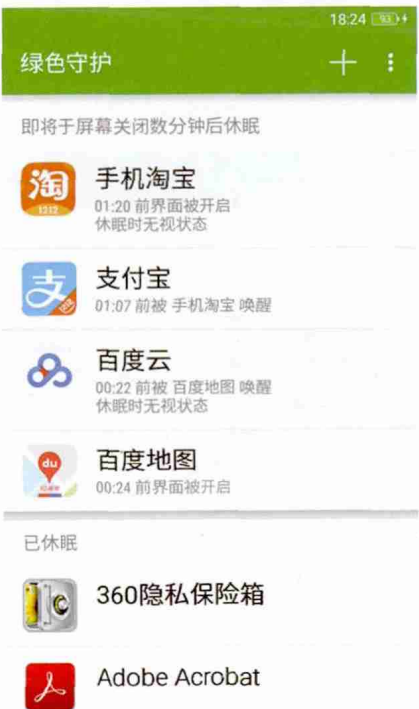 18:24 93
绿色守护
即将于屏幕关闭数分钟后休眠
淘
1212
手机淘宝
01:20 前界面被开启
休眠时无视状态
支
支付宝
01:07 前被 手机淘宝 唤醒
百度云
00:22 前被 百度地图 唤醒
休眠时无视状态
du
百度地图
00:24 前界面被开启
已休眠
360隐私保险箱
Adobe Acrobat